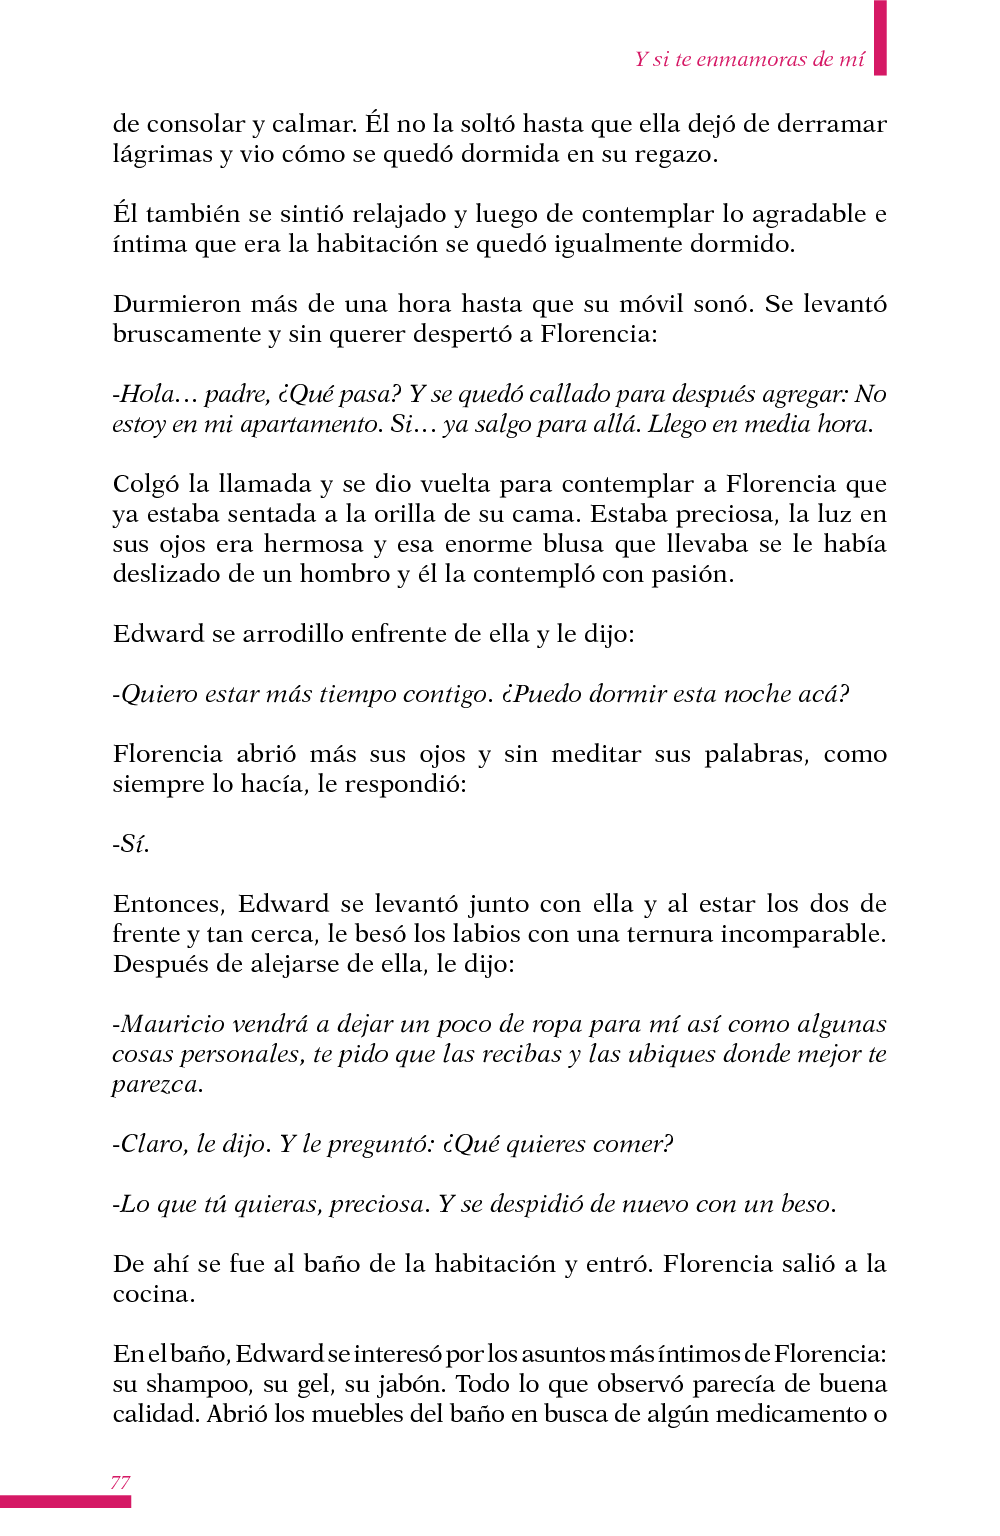 Y si te enmamoras de mí
de consolar y calmar. Él no la soltó hasta que ella dejó de derramar
lágrimas y vio cómo se quedó dormida en su regazo.
Él también se sintió relajado y luego de contemplar lo agradable e
íntima que era la habitación se quedó igualmente dormido.
Durmieron más de una hora hasta que su móvil sonó. Se levantó
bruscamente y sin querer despertó a Florencia:
-Hola… padre, ¿Qué pasa? Y se quedó callado para después agregar: No
estoy en mi apartamento. Si… ya salgo para allá. Llego en media hora.
Colgó la llamada y se dio vuelta para contemplar a Florencia que
ya estaba sentada a la orilla de su cama. Estaba preciosa, la luz en
sus ojos era hermosa y esa enorme blusa que llevaba se le había
deslizado de un hombro y él la contempló con pasión.
Edward se arrodillo enfrente de ella y le dijo:
-Quiero estar más tiempo contigo. ¿Puedo dormir esta noche acá?
Florencia abrió más sus ojos y sin meditar sus palabras, como
siempre lo hacía, le respondió:
-Sí.
Entonces, Edward se levantó junto con ella y al estar los dos de
frente y tan cerca, le besó los labios con una ternura incomparable.
Después de alejarse de ella, le dijo:
-Mauricio vendrá a dejar un poco de ropa para mí así como algunas
cosas personales, te pido que las recibas y las ubiques donde mejor te
parezca.
-Claro, le dijo. Y le preguntó: ¿Qué quieres comer?
-Lo que tú quieras, preciosa. Y se despidió de nuevo con un beso.
De ahí se fue al baño de la habitación y entró. Florencia salió a la
cocina.
En el baño, Edward se interesó por los asuntos más íntimos de Florencia:
su shampoo, su gel, su jabón. Todo lo que observó parecía de buena
calidad. Abrió los muebles del baño en busca de algún medicamento o
77